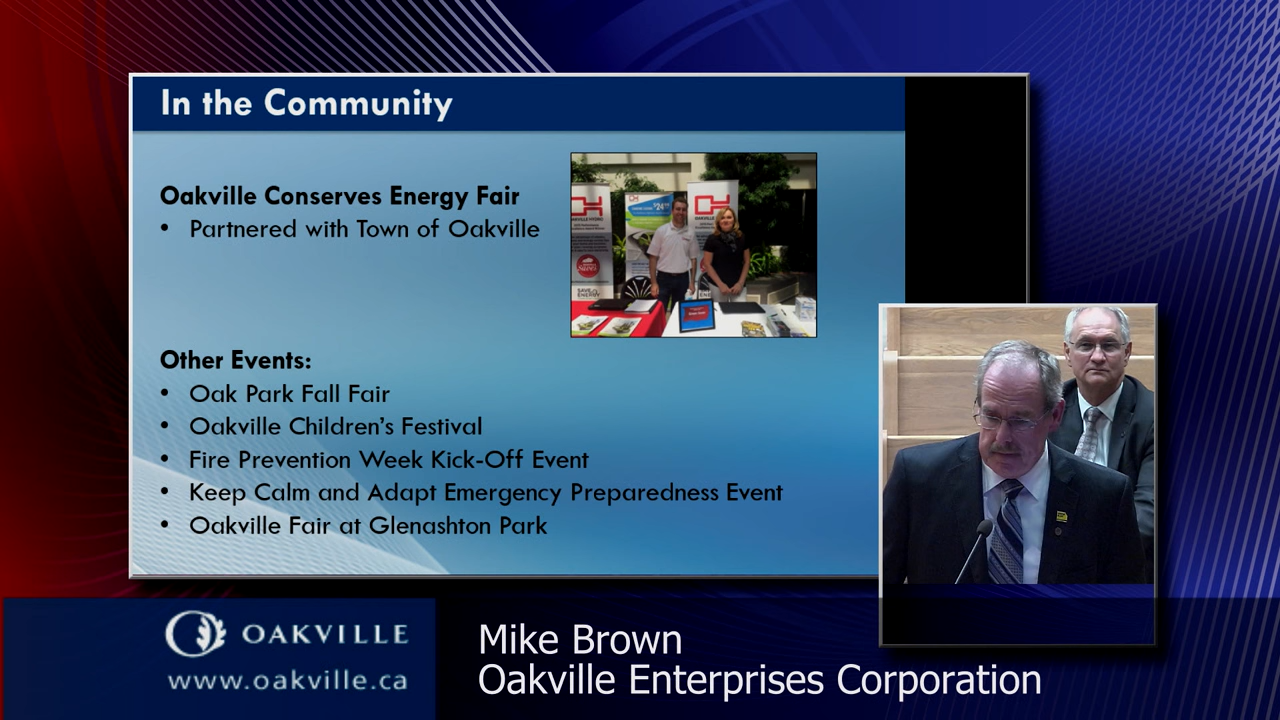 In the Community
Oakville Conserves Energy Fair
• Partnered with Town of Oakville
Other Events:
• Oak Park Fall Fair
• Oakville Children's Festival
• Fire Prevention Week Kick-Off Event
• Keep Calm and Adapt Emergency Preparedness Event
• Oakville Fair at Glenashton Park
OAKVILLE
www.oakville.ca
Mike Brown
Oakville Enterprises Corporation